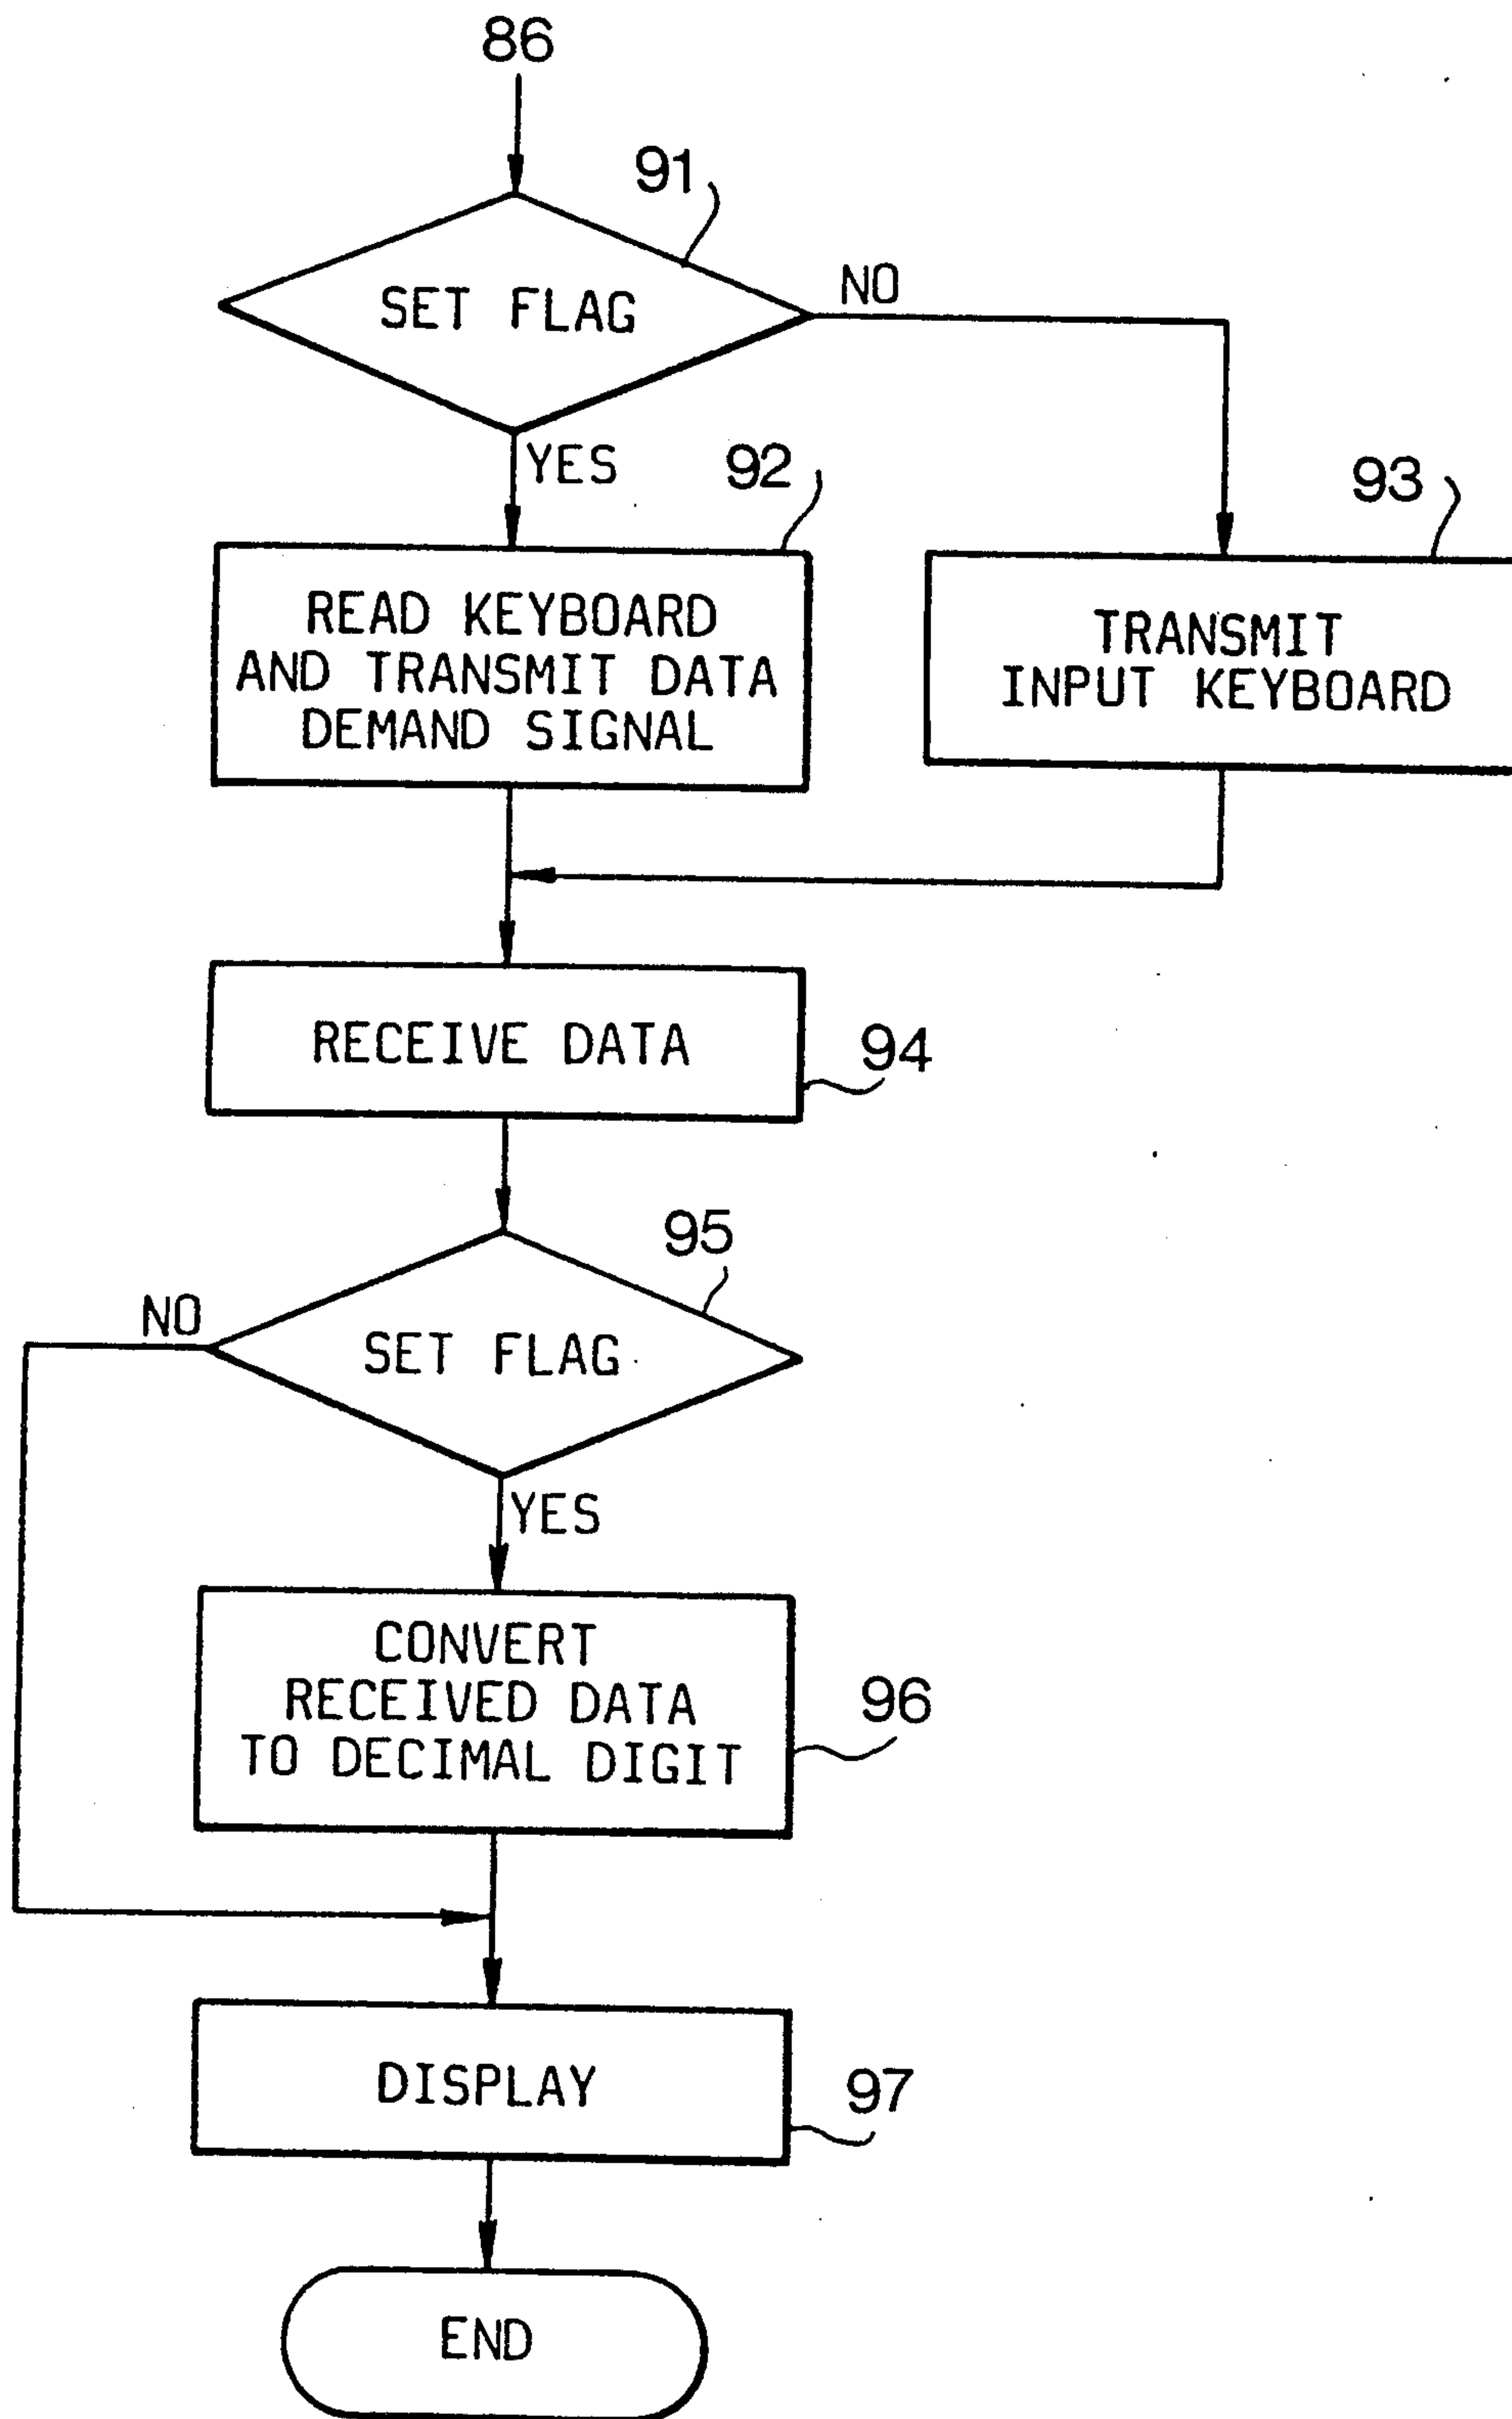 86
91
SET FLAG
NO
YES
92
93
READ KEYBOARD
AND TRANSMIT DATA
DEMAND SIGNAL
TRANSMIT
INPUT KEYBOARD
RECEIVE DATA
94
95
NO
SET FLAG
YES
CONVERT
RECEIVED DATA
TO DECIMAL DIGIT
96
DISPLAY
97
END